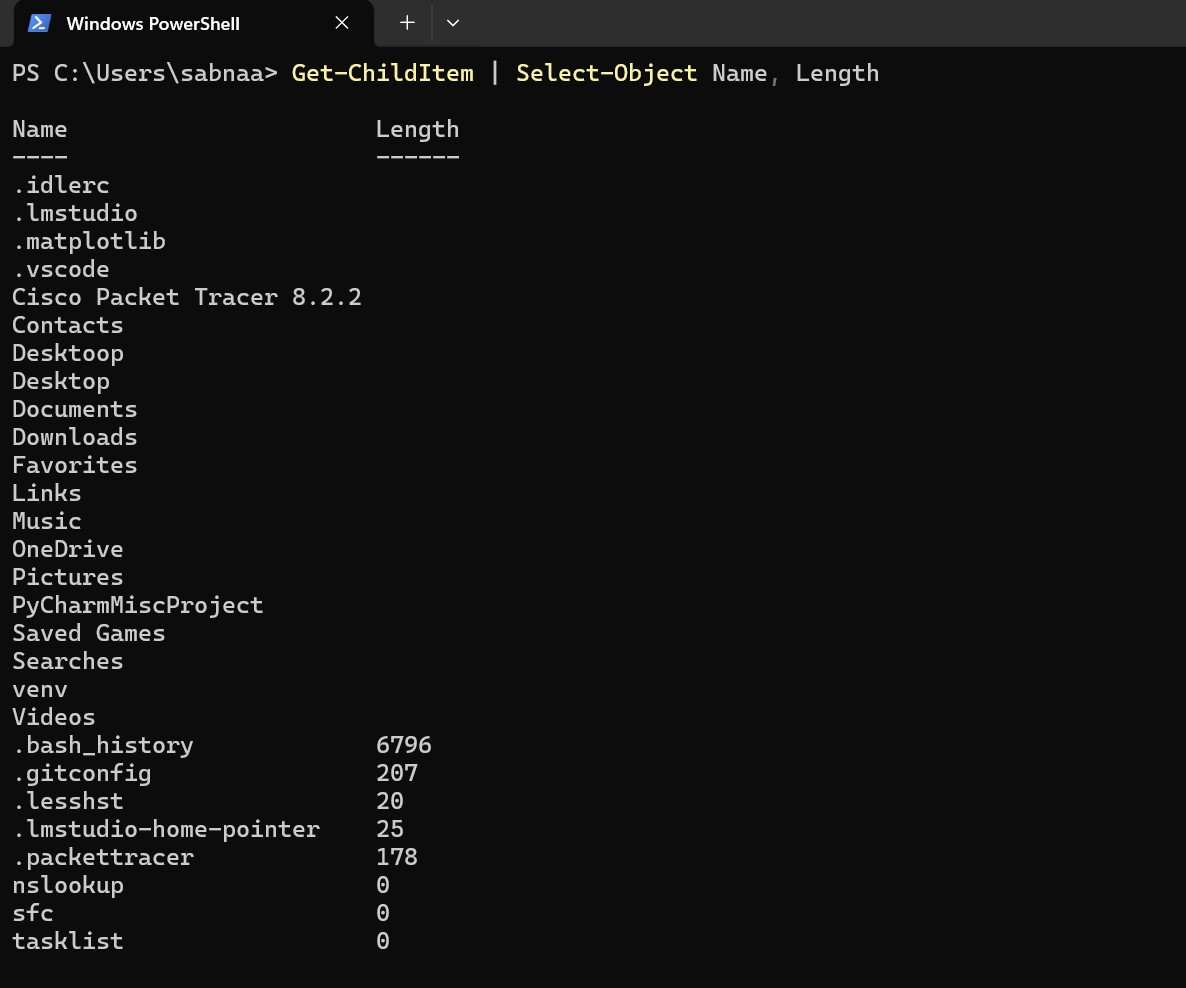 Windows PowerShell
PS C:\Users\sabnaa> Get-ChildItem | Select-Object Name, Length
Name Length
---- ------
.idlerc
.lmstudio
.matplotlib
.vscode
Cisco Packet Tracer 8.2.2
Contacts
Desktoop
Desktop
Documents
Downloads
Favorites
Links
Music
OneDrive
Pictures
PyCharmMiscProject
Saved Games
Searches
venv
Videos
.bash_history 6796
.gitconfig 207
.lesshst 20
.lmstudio-home-pointer 25
.packettracer 178
nslookup 0
sfc 0
tasklist 0